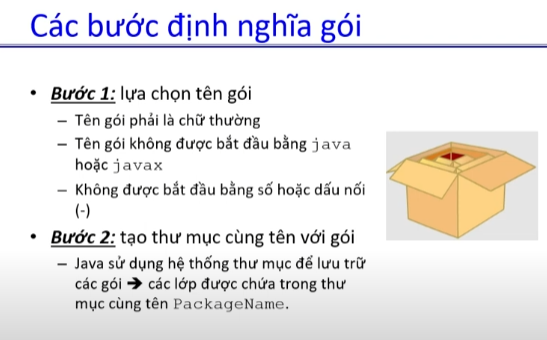 Các bước định nghĩa gói
• Bước 1: lựa chọn tên gói
– Tên gói phải là chữ thường
– Tên gói không được bắt đầu bằng java
hoặc javax
– Không được bắt đầu bằng số hoặc dấu nối
(-)
• Bước 2: tạo thư mục cùng tên với gói
– Java sử dụng hệ thống thư mục để lưu trữ
các gói ➔ các lớp được chứa trong thư
mục cùng tên PackageName.